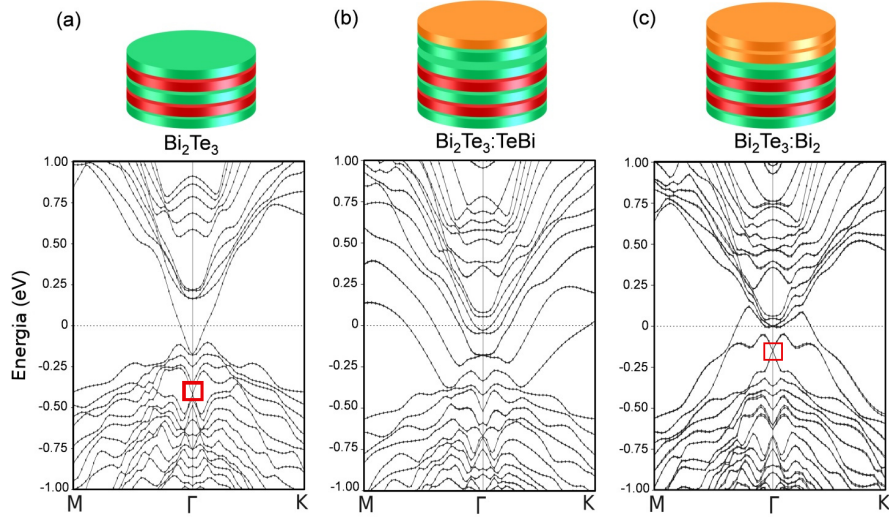 (a) (b) (c)
Bi₂Te₃ Bi₂Te₃:TeBi Bi₂Te₃:Bi₂
1.00 1.00 1.00
0.75 0.75 0.75
0.50 0.50 0.50
0.25 0.25 0.25
Energia (eV)
0 0 0
-0.25 -0.25 -0.25
-0.50 -0.50 -0.50
-0.75 -0.75 -0.75
-1.00 -1.00 -1.00
M Γ K M Γ K M Γ K